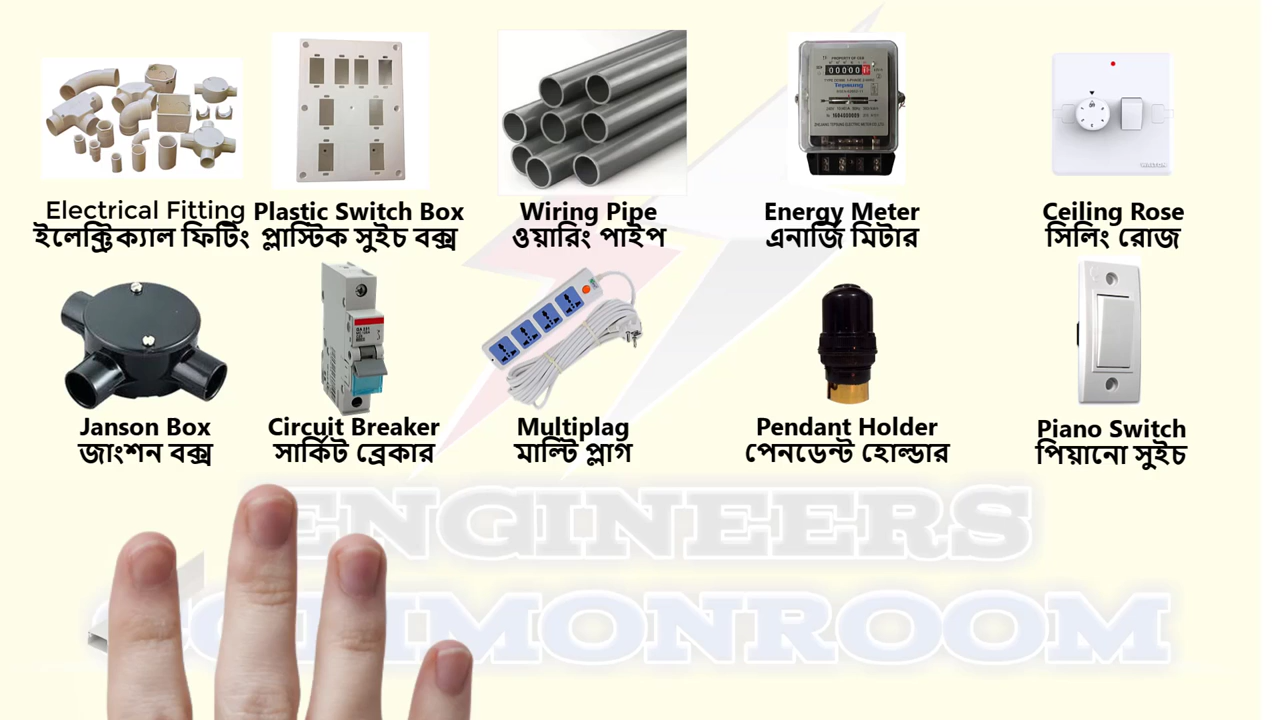 Electrical Fitting
ইলেক্ট্রিক্যাল ফিটিং
Plastic Switch Box
প্লাস্টিক সুইচ বক্স
Wiring Pipe
ওয়ারিং পাইপ
Energy Meter
এনার্জি মিটার
Ceiling Rose
সিলিং রোজ
Janson Box
জাংশন বক্স
Circuit Breaker
সার্কিট ব্রেকার
Multiplag
মাল্টি প্লাগ
Pendant Holder
পেনডেন্ট হোল্ডার
Piano Switch
পিয়ানো সুইচ
ENGINEERS
COMMONROOM